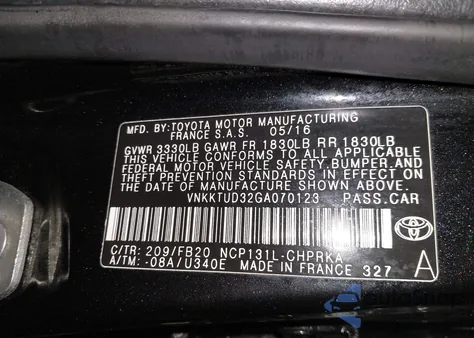 MFD. BY: TOYOTA MOTOR MANUFACTURING
FRANCE S.A.S. 05/16
GVWR 3330LB GAWR FR 1830LB RR 1830LB
THIS VEHICLE CONFORMS TO ALL APPLICABLE
FEDERAL MOTOR VEHICLE SAFETY,BUMPER,AND
THEFT PREVENTION STANDARDS IN EFFECT ON
THE DATE OF MANUFACTURE SHOWN ABOVE.
VNKKTUD32GA070123 PASS.CAR
C/TR: 209/FB20 NCP131L-CHPRKA
A/TM: -08A/U340E MADE IN FRANCE 327 A
TOYOTA